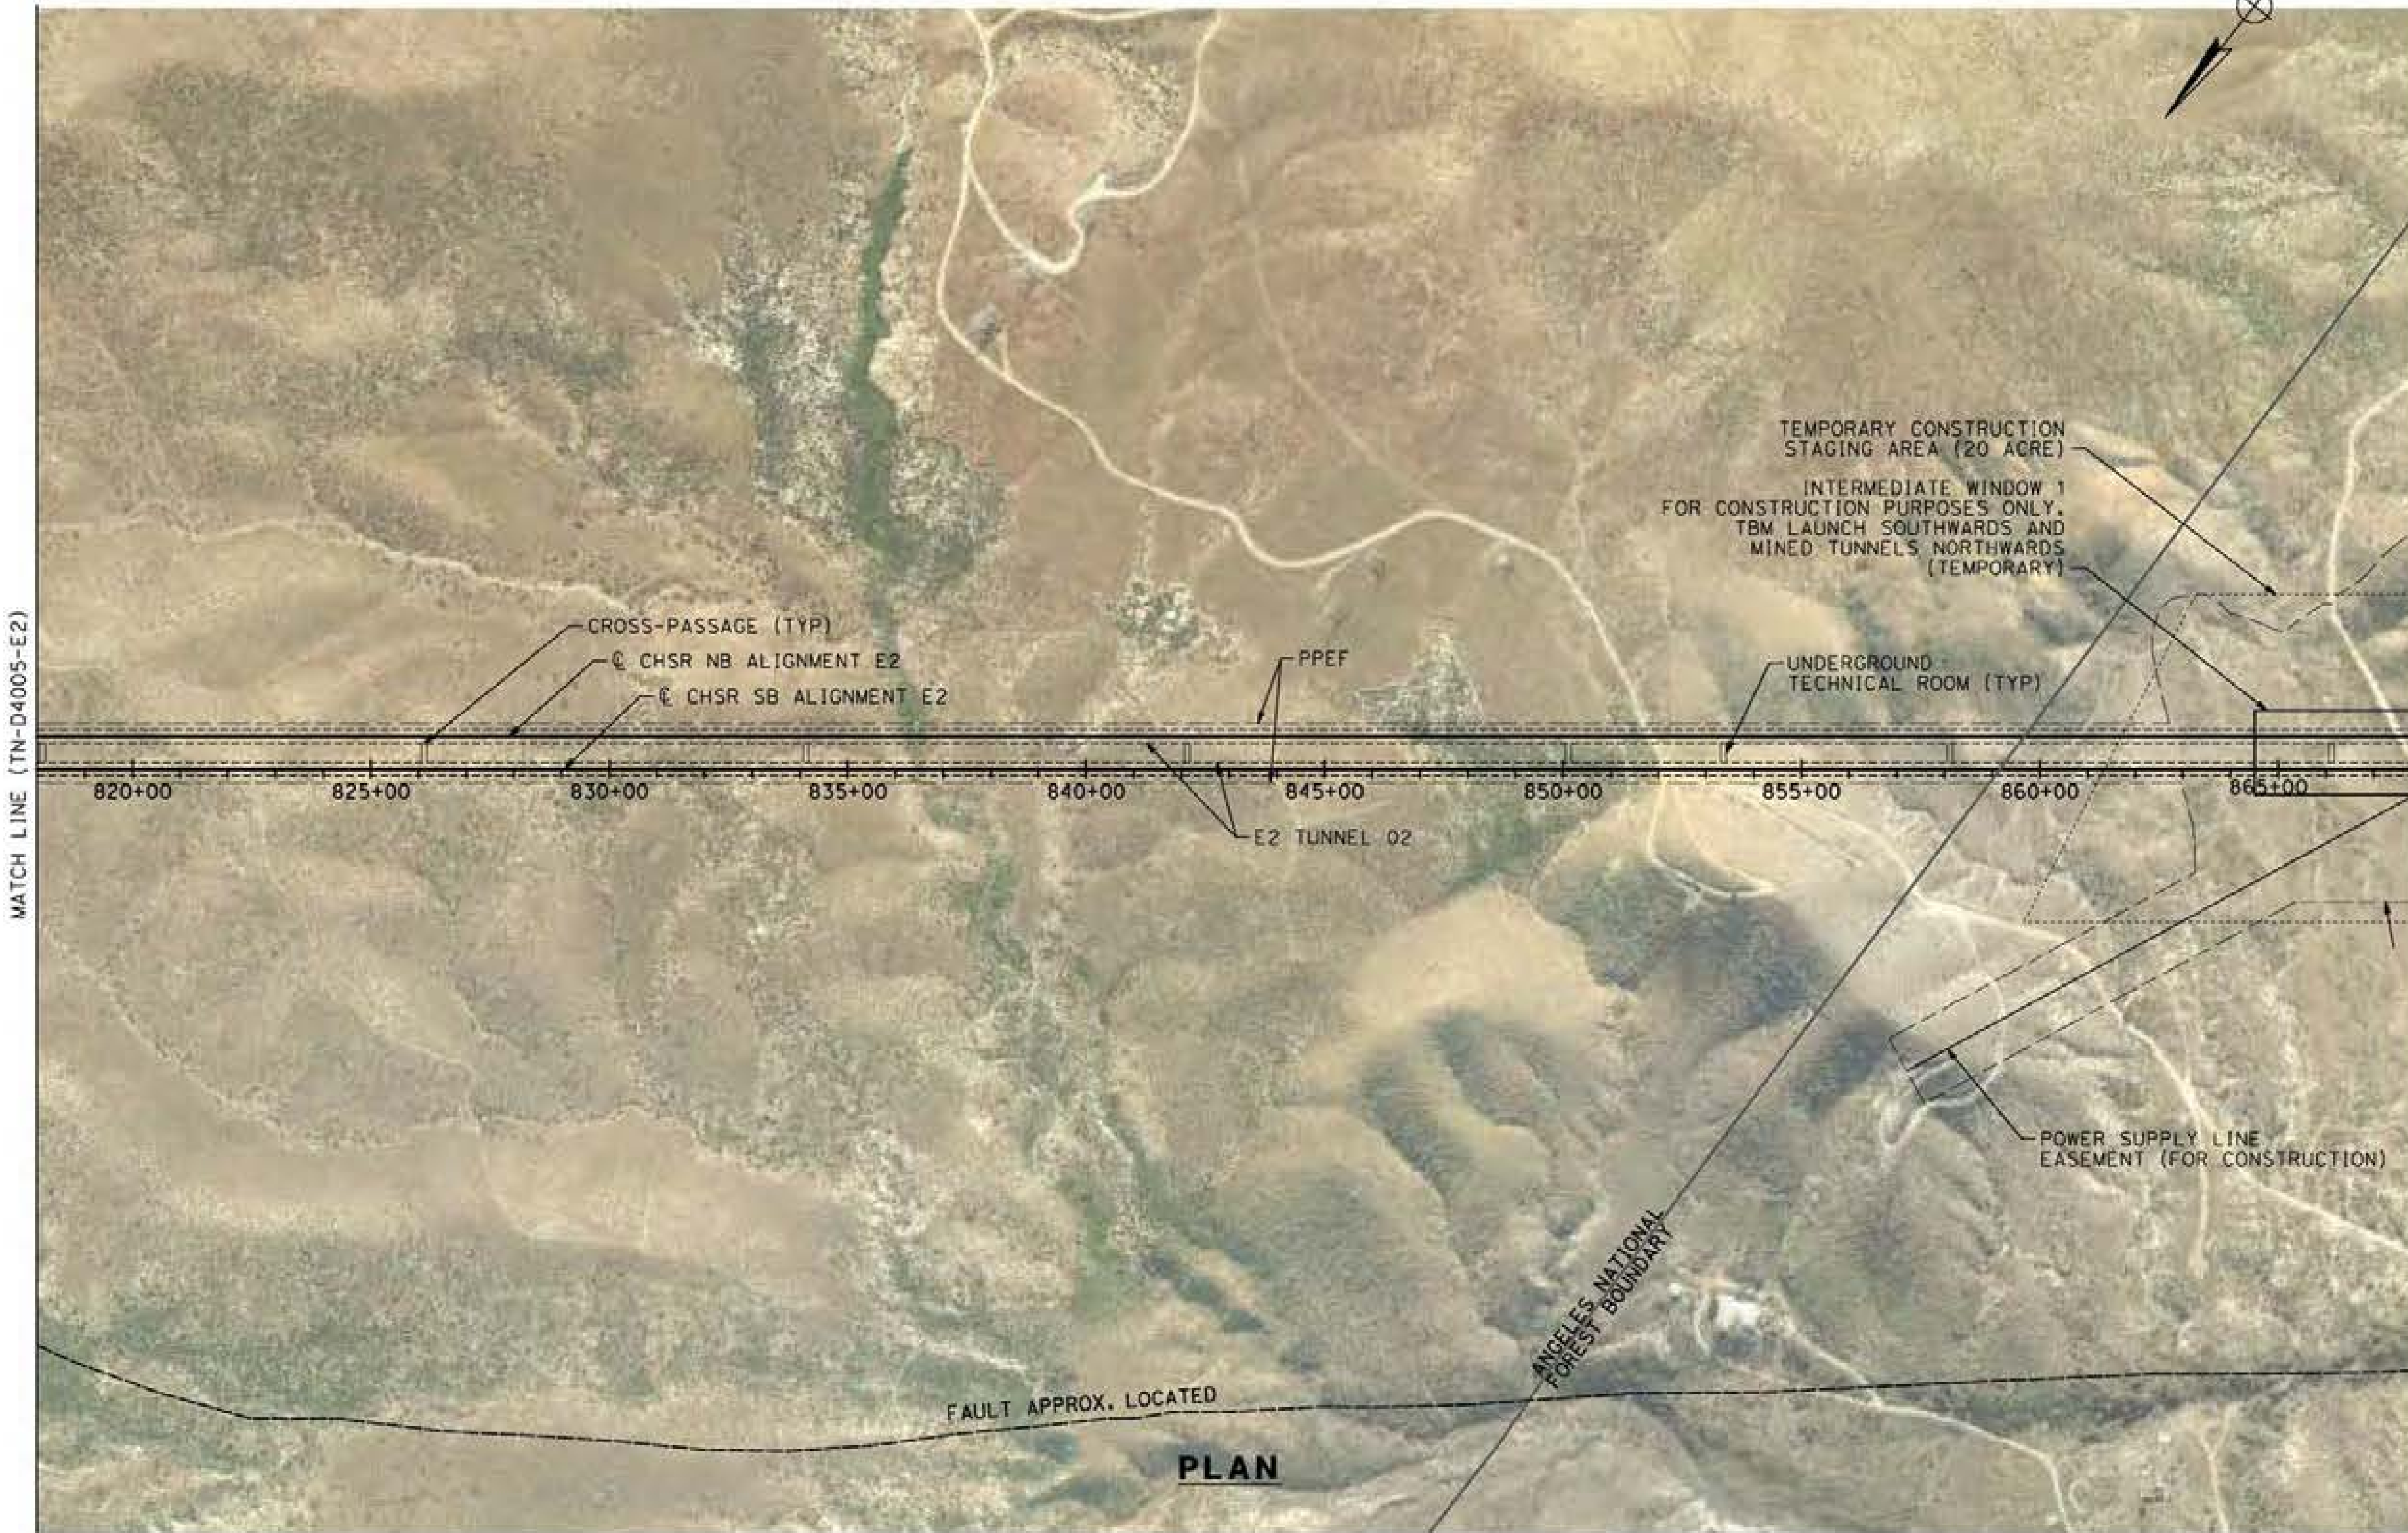 TEMPORARY CONSTRUCTION
STAGING AREA (20 ACRE)
INTERMEDIATE WINDOW 1
FOR CONSTRUCTION PURPOSES ONLY.
TBM LAUNCH SOUTHWARDS AND
MINED TUNNELS NORTHWARDS
(TEMPORARY)
MATCH LINE (TN-D4005-E2)
CROSS-PASSAGE (TYP)
℄ CHSR NB ALIGNMENT E2
℄ CHSR SB ALIGNMENT E2
PPEF
UNDERGROUND
TECHNICAL ROOM (TYP)
820+00 825+00 830+00 835+00 840+00 845+00 850+00 855+00 860+00 865+00
E2 TUNNEL 02
POWER SUPPLY LINE
EASEMENT (FOR CONSTRUCTION)
ANGELES NATIONAL
FOREST BOUNDARY
FAULT APPROX. LOCATED
PLAN